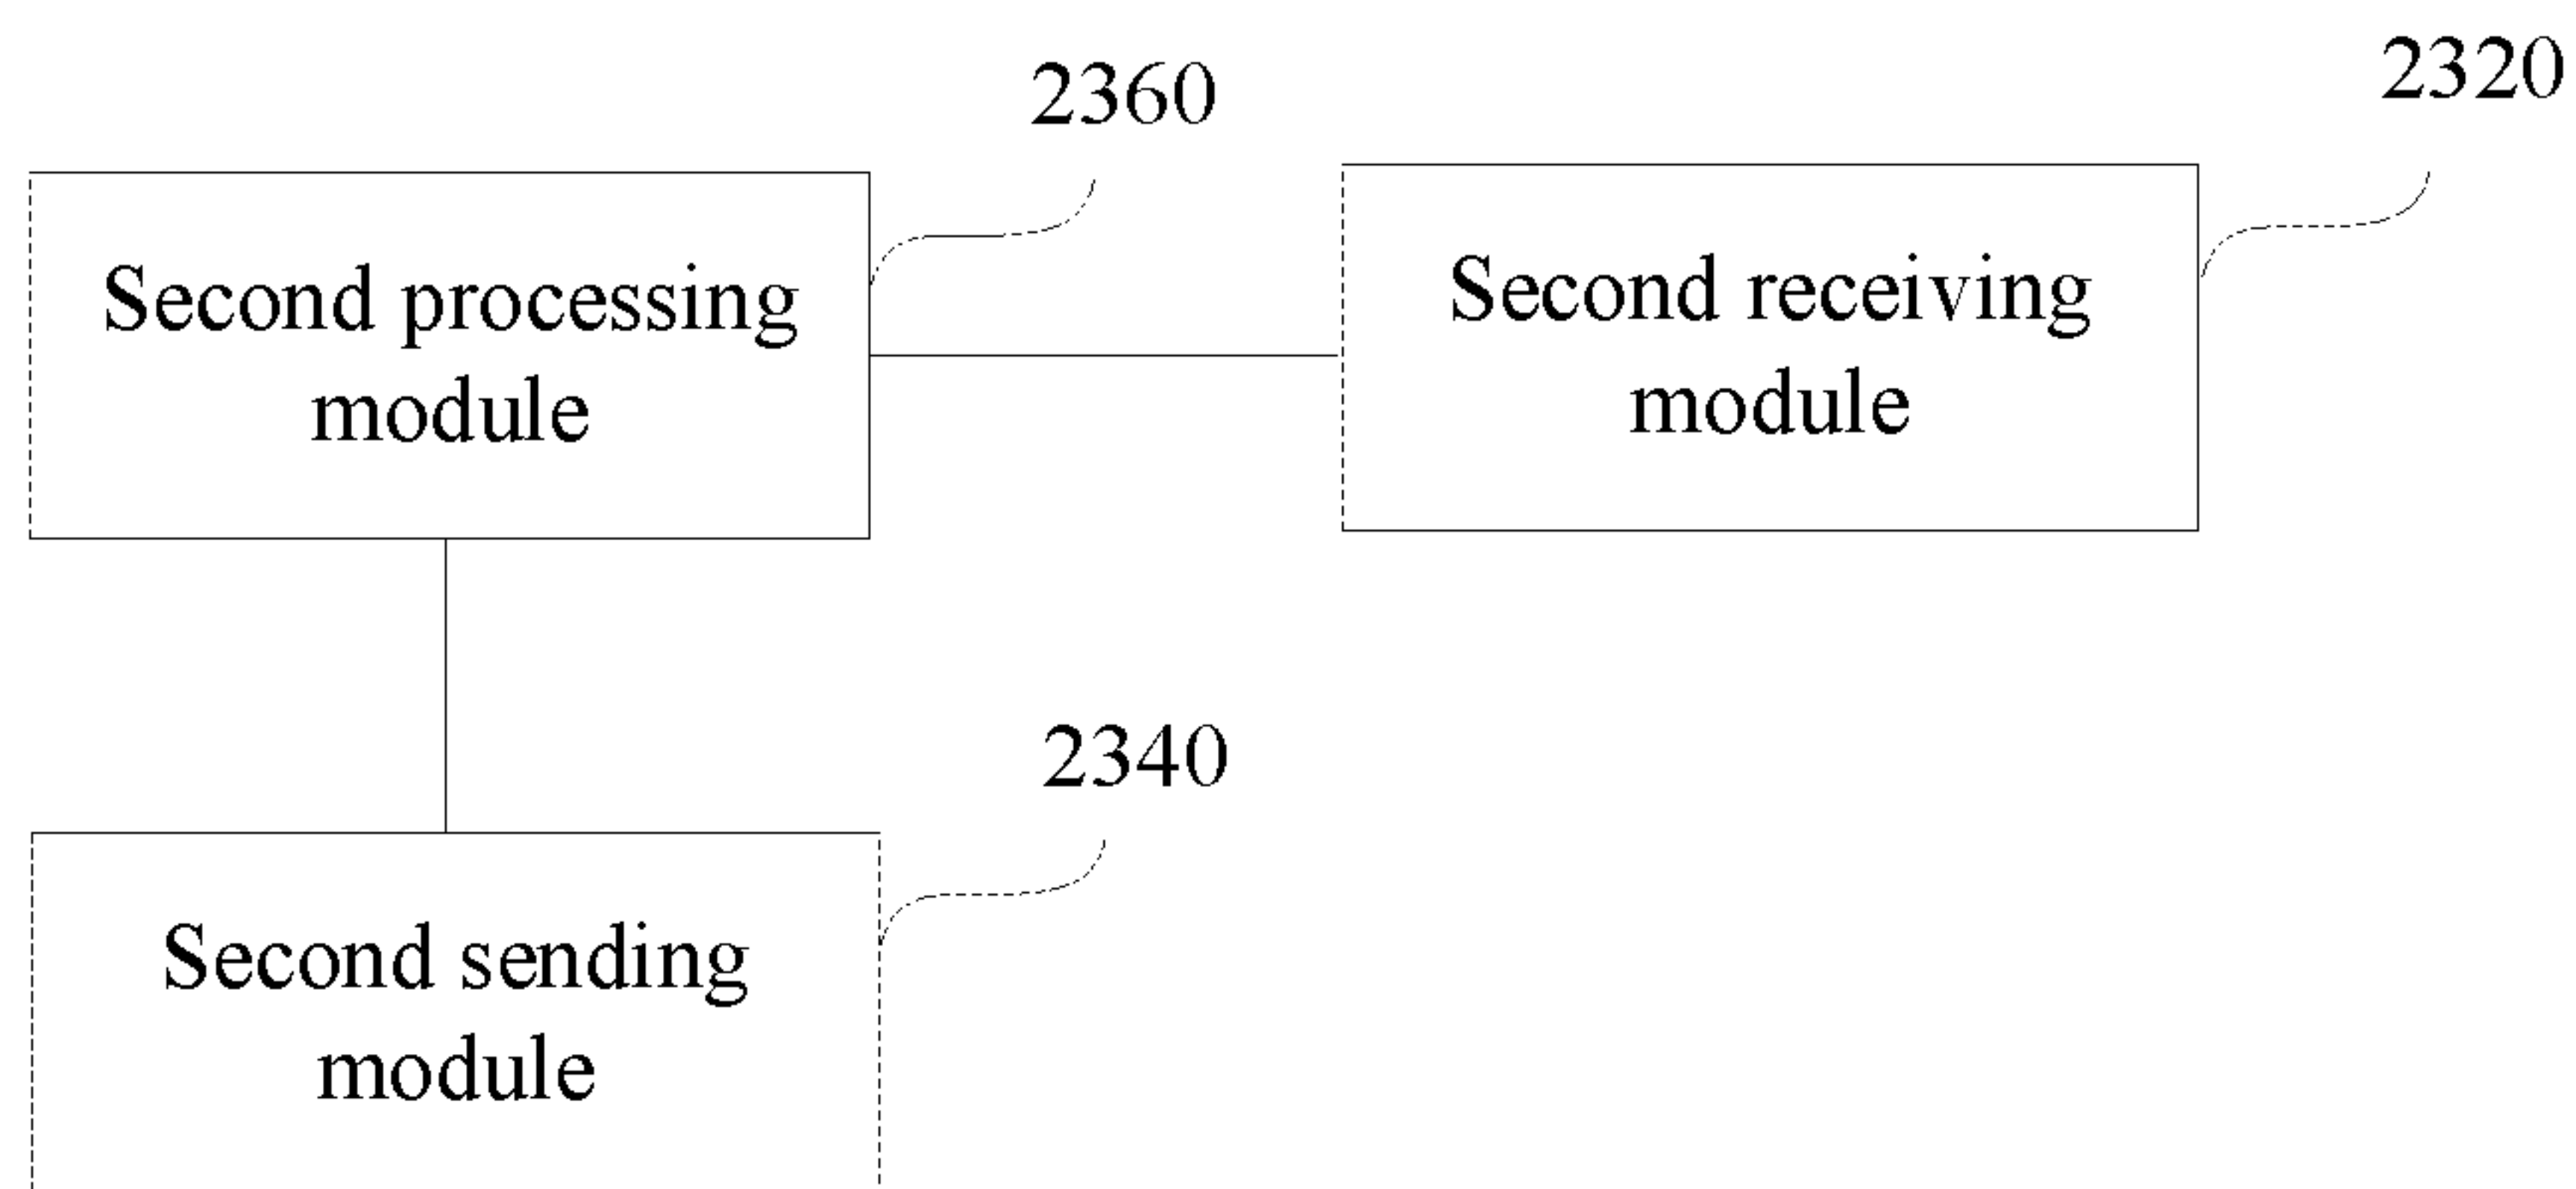 2360
2320
Second processing
module
Second receiving
module
2340
Second sending
module